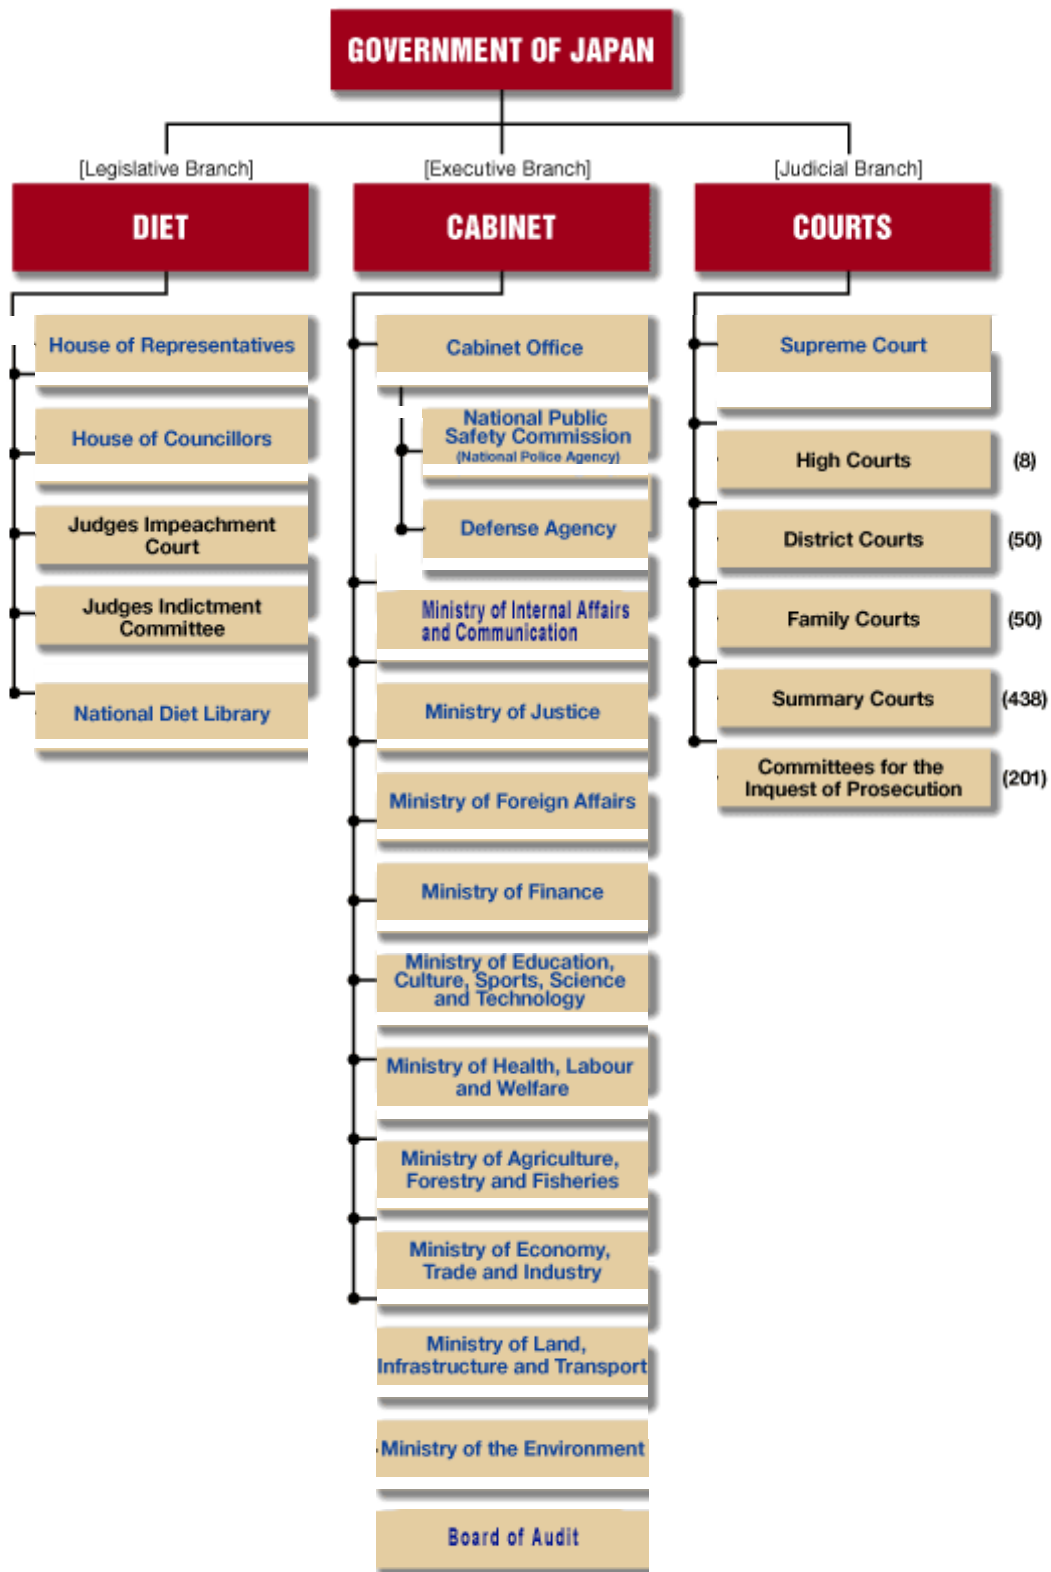 GOVERNMENT OF JAPAN
[Legislative Branch]
DIET
House of Representatives
House of Councillors
Judges Impeachment
Court
Judges Indictment
Committee
National Diet Library
[Executive Branch]
CABINET
Cabinet Office
National Public
Safety Commission
(National Police Agency)
Defense Agency
Ministry of Internal Affairs
and Communication
Ministry of Justice
Ministry of Foreign Affairs
Ministry of Finance
Ministry of Education,
Culture, Sports, Science
and Technology
Ministry of Health, Labour
and Welfare
Ministry of Agriculture,
Forestry and Fisheries
Ministry of Economy,
Trade and Industry
Ministry of Land,
Infrastructure and Transport
Ministry of the Environment
Board of Audit
[Judicial Branch]
COURTS
Supreme Court
High Courts (8)
District Courts (50)
Family Courts (50)
Summary Courts (438)
Committees for the
Inquest of Prosecution (201)